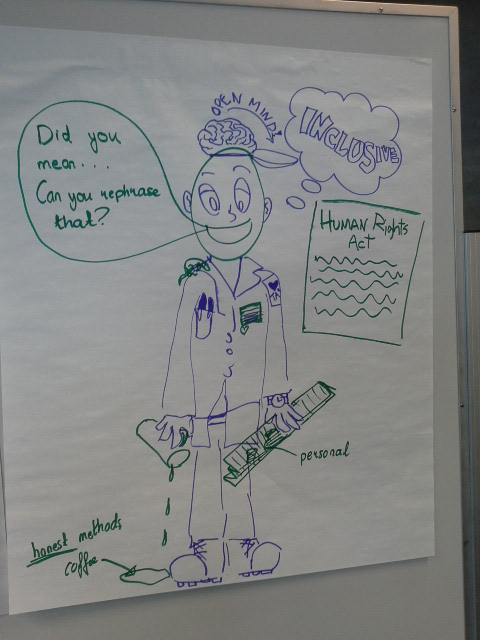 OPEN MIND
INCLUSIVE
Did you
mean...
Can you rephrase
that?
HUMAN Rights
Act
personal
honest methods
coffee